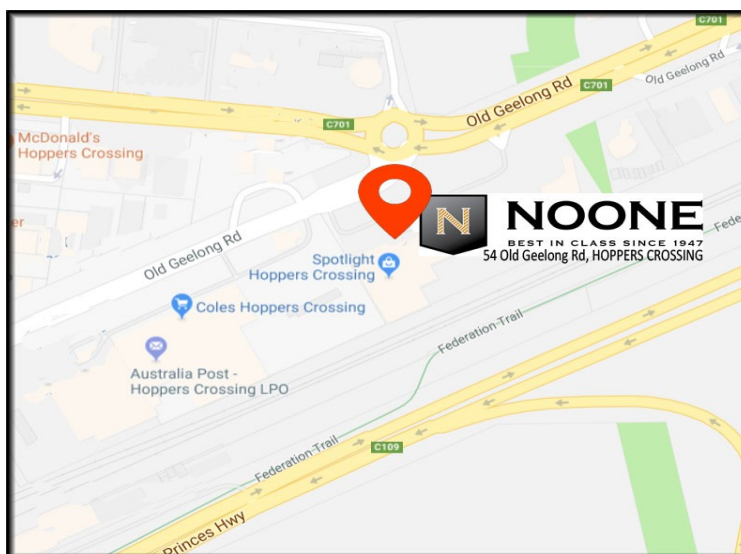 C701
Old Geelong Rd
Old Geelong Rd
C701
McDonald's
Hoppers Crossing
er
N NOONE
BEST IN CLASS SINCE 1947
54 Old Geelong Rd, HOPPERS CROSSING
Fede
Old Geelong Rd
Spotlight
Hoppers Crossing
Coles Hoppers Crossing
Federation-Trail
Australia Post -
Hoppers Crossing LPO
C109
Federation-Trail
Princes Hwy